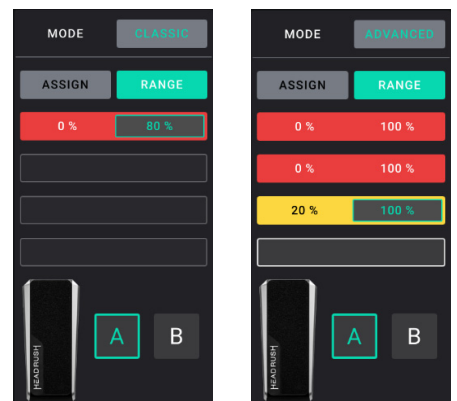 MODE CLASSIC
ASSIGN RANGE
0 % 80 %
A B
HEADRUSH
MODE ADVANCED
ASSIGN RANGE
0 % 100 %
0 % 100 %
20 % 100 %
A B
HEADRUSH